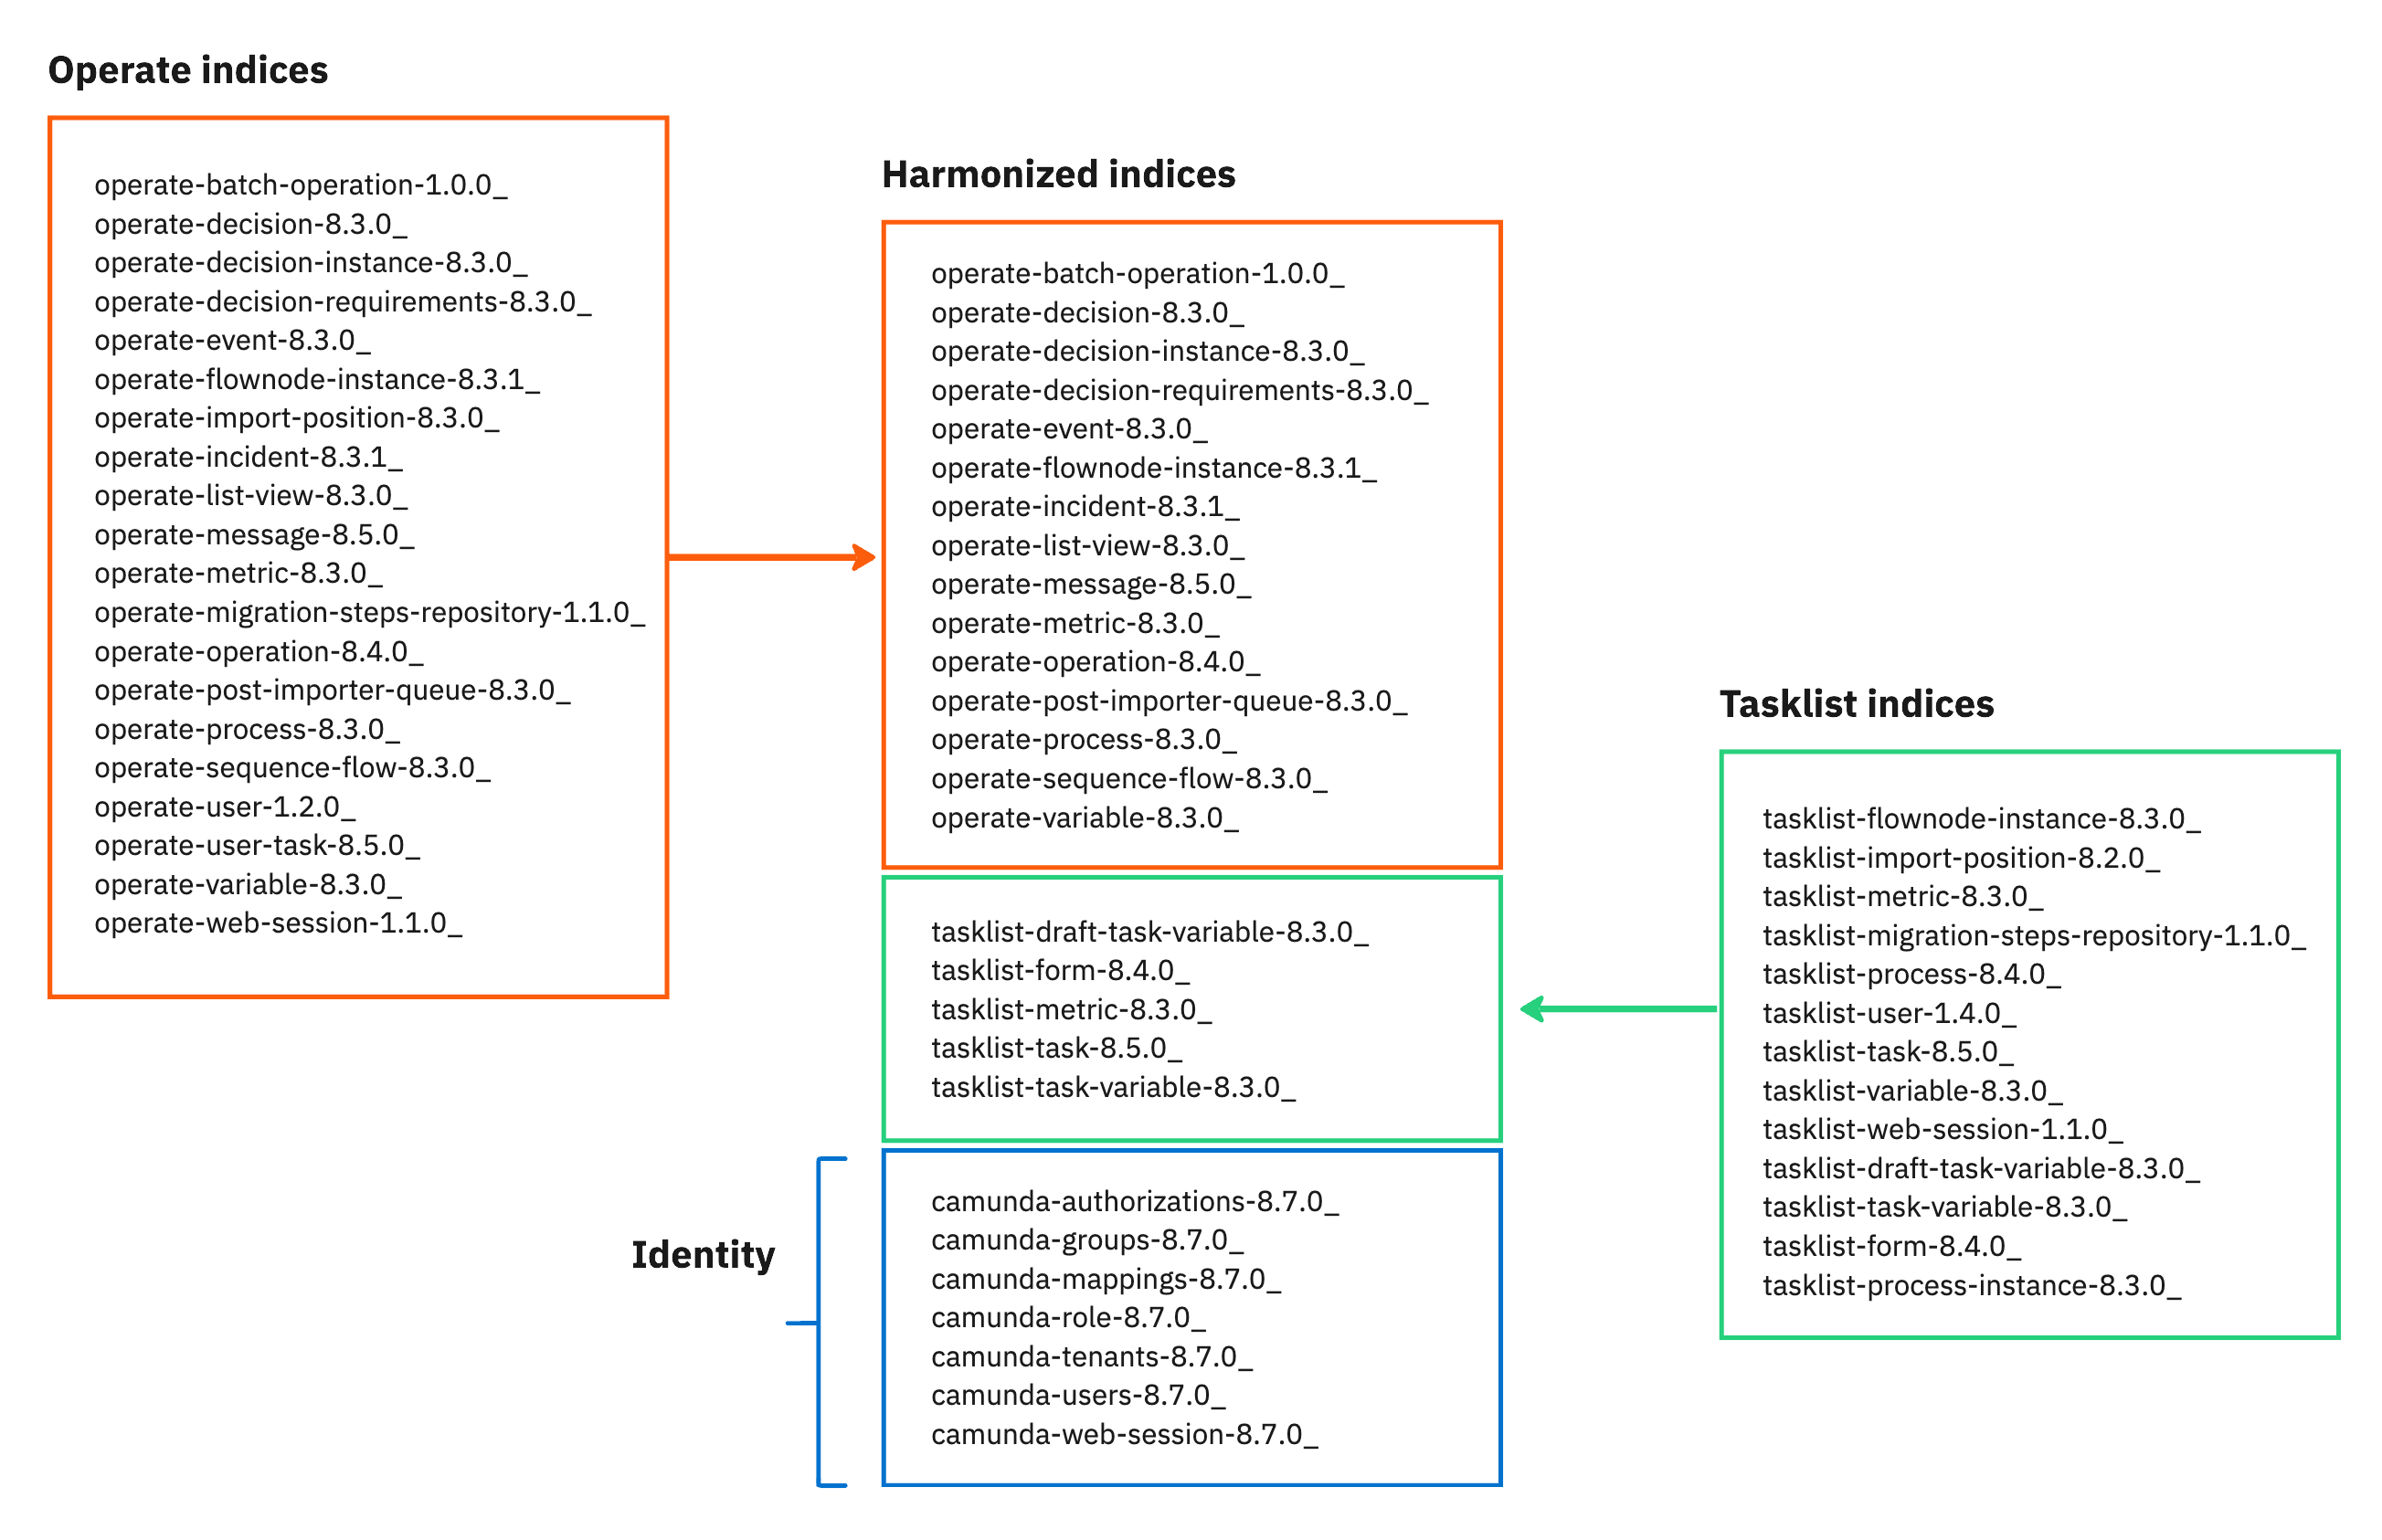 Operate indices
operate-batch-operation-1.0.0_
operate-decision-8.3.0_
operate-decision-instance-8.3.0_
operate-decision-requirements-8.3.0_
operate-event-8.3.0_
operate-flownode-instance-8.3.1_
operate-import-position-8.3.0_
operate-incident-8.3.1_
operate-list-view-8.3.0_
operate-message-8.5.0_
operate-metric-8.3.0_
operate-migration-steps-repository-1.1.0_
operate-operation-8.4.0_
operate-post-importer-queue-8.3.0_
operate-process-8.3.0_
operate-sequence-flow-8.3.0_
operate-user-1.2.0_
operate-user-task-8.5.0_
operate-variable-8.3.0_
operate-web-session-1.1.0_
Harmonized indices
operate-batch-operation-1.0.0_
operate-decision-8.3.0_
operate-decision-instance-8.3.0_
operate-decision-requirements-8.3.0_
operate-event-8.3.0_
operate-flownode-instance-8.3.1_
operate-incident-8.3.1_
operate-list-view-8.3.0_
operate-message-8.5.0_
operate-metric-8.3.0_
operate-operation-8.4.0_
operate-post-importer-queue-8.3.0_
operate-process-8.3.0_
operate-sequence-flow-8.3.0_
operate-variable-8.3.0_
tasklist-draft-task-variable-8.3.0_
tasklist-form-8.4.0_
tasklist-metric-8.3.0_
tasklist-task-8.5.0_
tasklist-task-variable-8.3.0_
Identity
camunda-authorizations-8.7.0_
camunda-groups-8.7.0_
camunda-mappings-8.7.0_
camunda-role-8.7.0_
camunda-tenants-8.7.0_
camunda-users-8.7.0_
camunda-web-session-8.7.0_
Tasklist indices
tasklist-flownode-instance-8.3.0_
tasklist-import-position-8.2.0_
tasklist-metric-8.3.0_
tasklist-migration-steps-repository-1.1.0_
tasklist-process-8.4.0_
tasklist-user-1.4.0_
tasklist-task-8.5.0_
tasklist-variable-8.3.0_
tasklist-web-session-1.1.0_
tasklist-draft-task-variable-8.3.0_
tasklist-task-variable-8.3.0_
tasklist-form-8.4.0_
tasklist-process-instance-8.3.0_